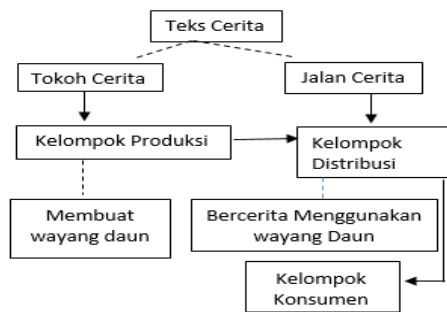 Teks Cerita
Tokoh Cerita
Jalan Cerita
Kelompok Produksi
Kelompok
Distribusi
Membuat
wayang daun
Bercerita Menggunakan
wayang Daun
Kelompok
Konsumen